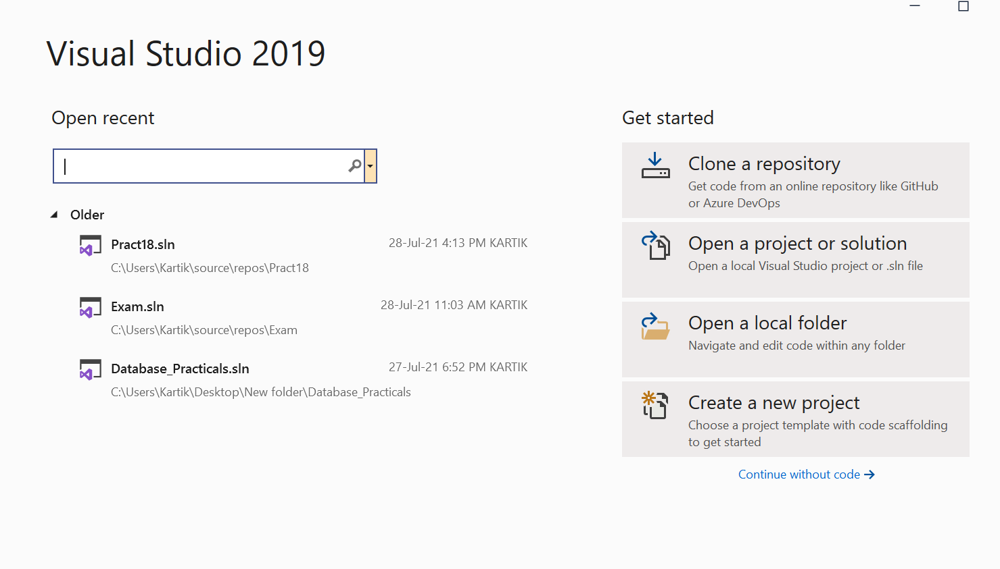 Visual Studio 2019
Open recent
Older
Pract18.sln 28-Jul-21 4:13 PM KARTIK
C:\Users\Kartik\source\repos\Pract18
Exam.sln 28-Jul-21 11:03 AM KARTIK
C:\Users\Kartik\source\repos\Exam
Database_Practicals.sln 27-Jul-21 6:52 PM KARTIK
C:\Users\Kartik\Desktop\New folder\Database_Practicals
Get started
Clone a repository
Get code from an online repository like GitHub
or Azure DevOps
Open a project or solution
Open a local Visual Studio project or .sln file
Open a local folder
Navigate and edit code within any folder
Create a new project
Choose a project template with code scaffolding
to get started
Continue without code